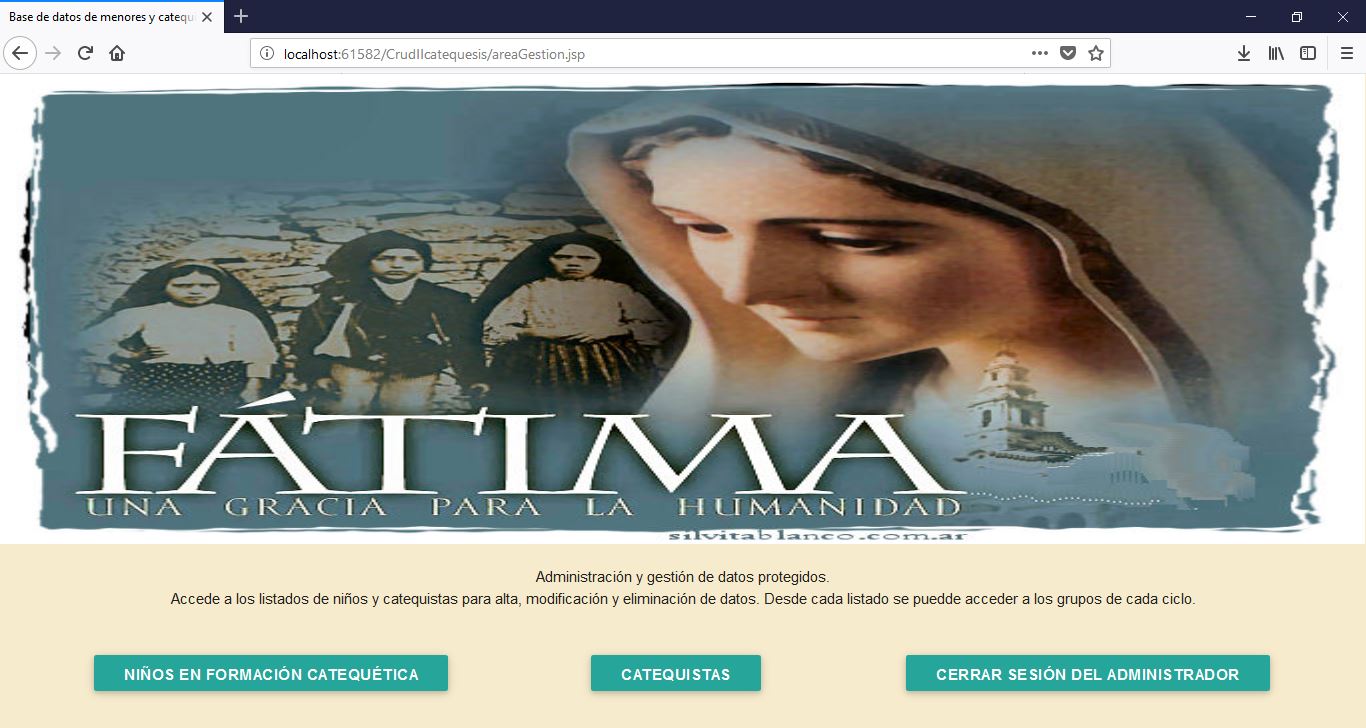 Base de datos de menores y catequ
localhost:61582/CrudIIcatequesis/areaGestion.jsp
FÁTIMA
UNA GRACIA PARA LA HUMANIDAD
silvitablanco.com.ar
Administración y gestión de datos protegidos.
Accede a los listados de niños y catequistas para alta, modificación y eliminación de datos. Desde cada listado se puedde acceder a los grupos de cada ciclo.
NIÑOS EN FORMACIÓN CATEQUÉTICA
CATEQUISTAS
CERRAR SESIÓN DEL ADMINISTRADOR